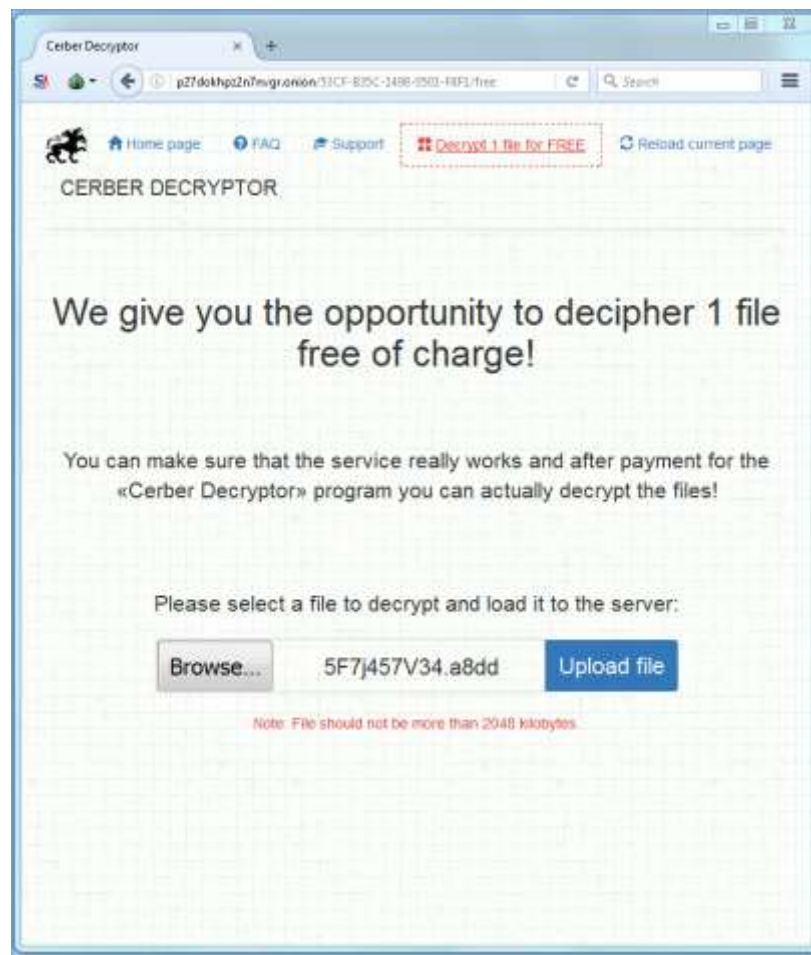 Cerber Decryptor
Search
Home page FAQ Support Decrypt 1 file for FREE Reload current page
CERBER DECRYPTOR
We give you the opportunity to decipher 1 file
free of charge!
You can make sure that the service really works and after payment for the
«Cerber Decryptor» program you can actually decrypt the files!
Please select a file to decrypt and load it to the server:
Browse... 5F7j457V34.a8dd Upload file
Note: File should not be more than 2048 kilobytes.